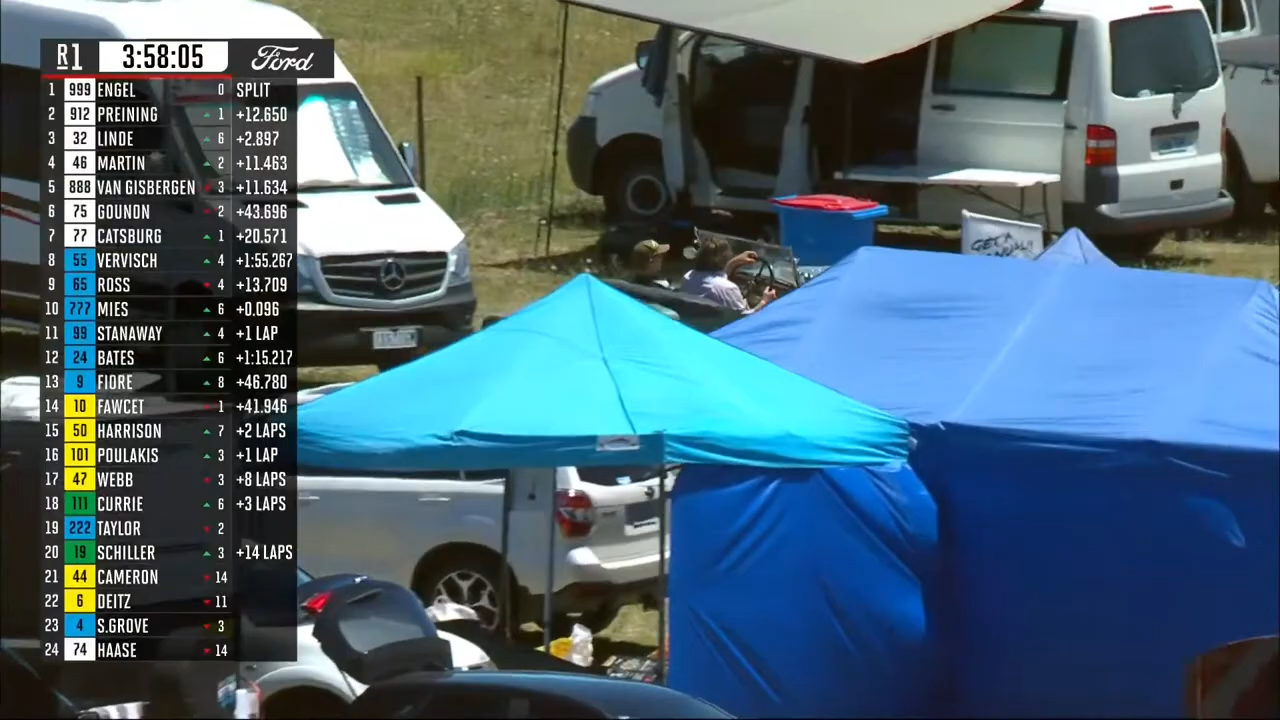 R1 3:58:05 Ford
1 999 ENGEL 0 SPLIT
2 912 PREINING 1 +12.650
3 32 LINDE 6 +2.897
4 46 MARTIN 2 +11.463
5 888 VAN GISBERGEN 3 +11.634
6 75 GOUNON 2 +43.696
7 77 CATSBURG 1 +20.571
8 55 VERVISCH 4 +1:55.267
9 65 ROSS 4 +13.709
10 777 MIES 6 +0.096
11 99 STANAWAY 4 +1 LAP
12 24 BATES 6 +1:15.217
13 9 FIORE 8 +46.780
14 10 FAWCET 1 +41.946
15 50 HARRISON 7 +2 LAPS
16 101 POULAKIS 3 +1 LAP
17 47 WEBB 3 +8 LAPS
18 111 CURRIE 6 +3 LAPS
19 222 TAYLOR 2
20 19 SCHILLER 3 +14 LAPS
21 44 CAMERON 14
22 6 DEITZ 11
23 4 S.GROVE 3
24 74 HAASE 14